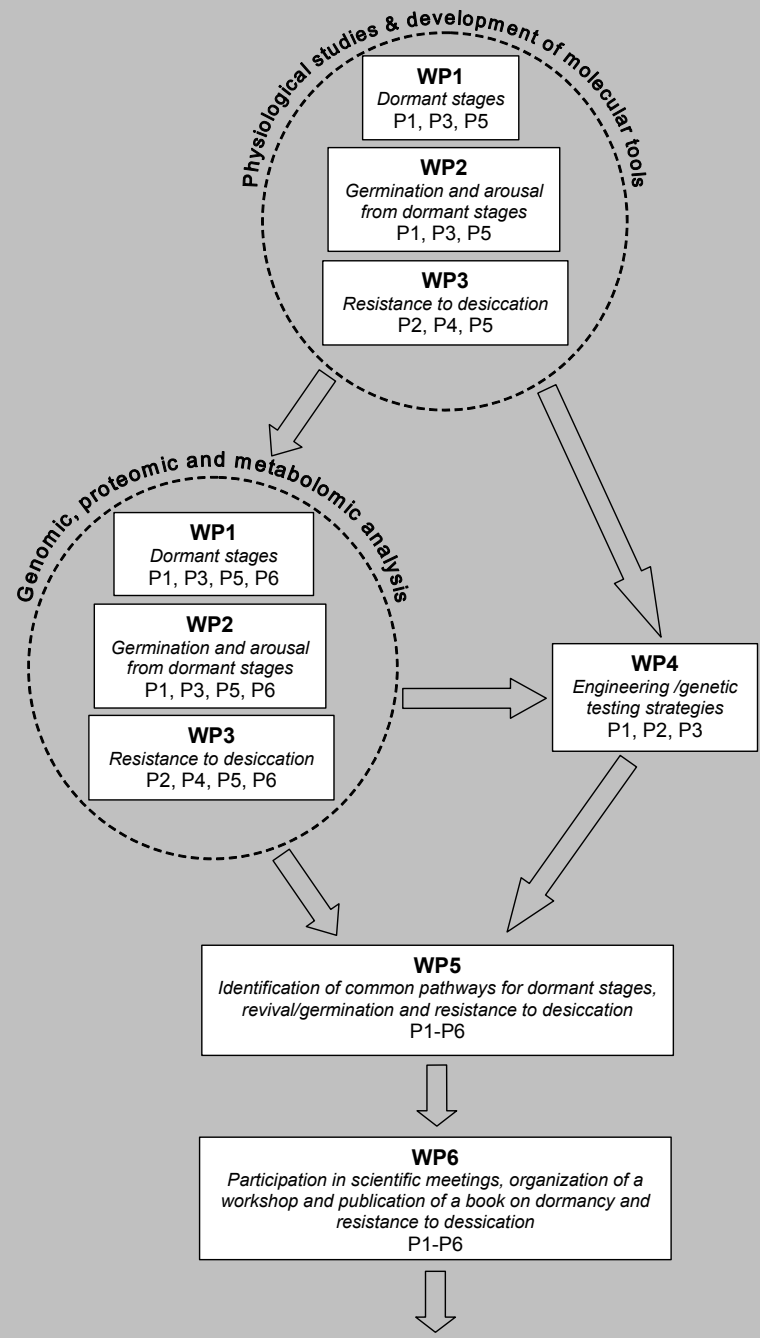 Physiological studies & development of molecular tools
WP1
Dormant stages
P1, P3, P5
WP2
Germination and arousal
from dormant stages
P1, P3, P5
WP3
Resistance to desiccation
P2, P4, P5
Genomic, proteomic and metabolomic analysis
WP1
Dormant stages
P1, P3, P5, P6
WP2
Germination and arousal
from dormant stages
P1, P3, P5, P6
WP3
Resistance to desiccation
P2, P4, P5, P6
WP4
Engineering /genetic
testing strategies
P1, P2, P3
WP5
Identification of common pathways for dormant stages,
revival/germination and resistance to desiccation
P1-P6
WP6
Participation in scientific meetings, organization of a
workshop and publication of a book on dormancy and
resistance to dessication
P1-P6